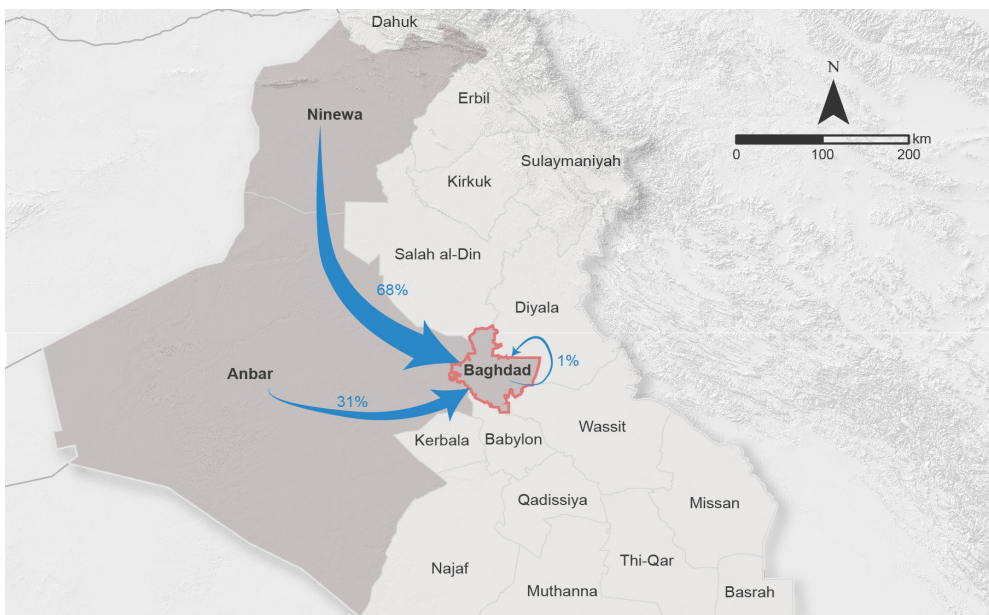 Dahuk
N
Ninewa
Erbil
km
0 100 200
Sulaymaniyah
Kirkuk
Salah al-Din
68%
Diyala
1%
Baghdad
Anbar
31%
Wassit
Kerbala
Babylon
Qadissiya
Missan
Thi-Qar
Najaf
Muthanna
Basrah